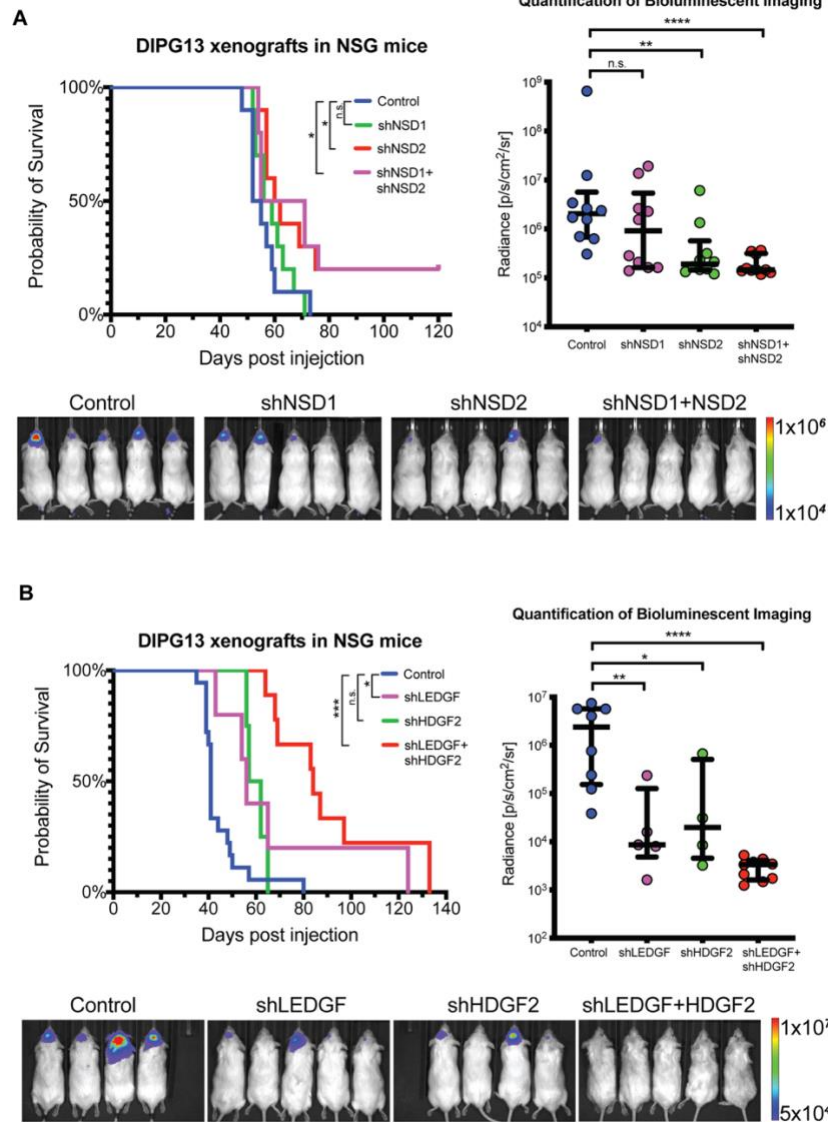 Quantification of Bioluminescent Imaging
A
DIPG13 xenografts in NSG mice
100%
50%
0%
Probability of Survival
0 20 40 60 80 100 120
Days post injejction
Control
shNSD1
shNSD2
shNSD1+
shNSD2
n.s.
*
*
****
**
n.s.
10⁹
10⁸
10⁷
10⁶
10⁵
10⁴
Radiance [p/s/cm²/sr]
Control shNSD1 shNSD2 shNSD1+
shNSD2
Control shNSD1 shNSD2 shNSD1+NSD2
1x10⁶
1x10⁴
B
DIPG13 xenografts in NSG mice
100%
50%
0%
Probability of Survival
0 20 40 60 80 100 120 140
Days post injection
Control
shLEDGF
shHDGF2
shLEDGF+
shHDGF2
*
n.s.
***
Quantification of Bioluminescent Imaging
****
*
**
10⁷
10⁶
10⁵
10⁴
10³
10²
Radiance [p/s/cm²/sr]
Control shLEDGF shHDGF2 shLEDGF+
shHDGF2
Control shLEDGF shHDGF2 shLEDGF+HDGF2
1x10⁷
5x10⁴